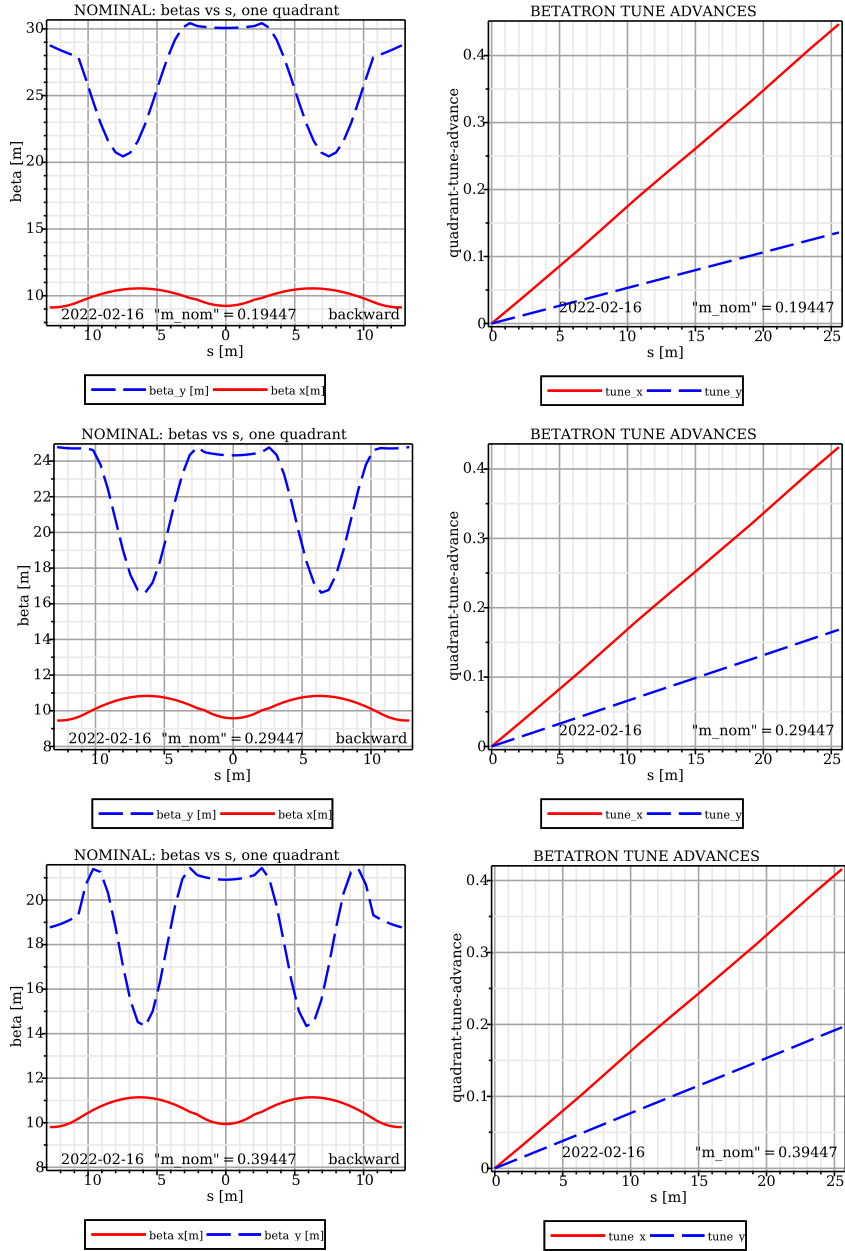 NOMINAL: betas vs s, one quadrant
beta [m]
30
25
20
15
10
2022-02-16 "m_nom" = 0.19447 backward
10 5 0 5 10
s [m]
beta_y [m] beta x[m]
BETATRON TUNE ADVANCES
quadrant-tune-advance
0.4
0.3
0.2
0.1
0
2022-02-16 "m_nom" = 0.19447
0 5 10 15 20 25
s [m]
tune_x tune_y
NOMINAL: betas vs s, one quadrant
beta [m]
24
22
20
18
16
14
12
10
8
2022-02-16 "m_nom" = 0.29447 backward
10 5 0 5 10
s [m]
beta_y [m] beta x[m]
BETATRON TUNE ADVANCES
quadrant-tune-advance
0.4
0.3
0.2
0.1
0
2022-02-16 "m_nom" = 0.29447
0 5 10 15 20 25
s [m]
tune_x tune_y
NOMINAL: betas vs s, one quadrant
beta [m]
20
18
16
14
12
10
8
2022-02-16 "m_nom" = 0.39447 backward
10 5 0 5 10
s [m]
beta x[m] beta_y [m]
BETATRON TUNE ADVANCES
quadrant-tune-advance
0.4
0.3
0.2
0.1
0
2022-02-16 "m_nom" = 0.39447
0 5 10 15 20 25
s [m]
tune_x tune_y